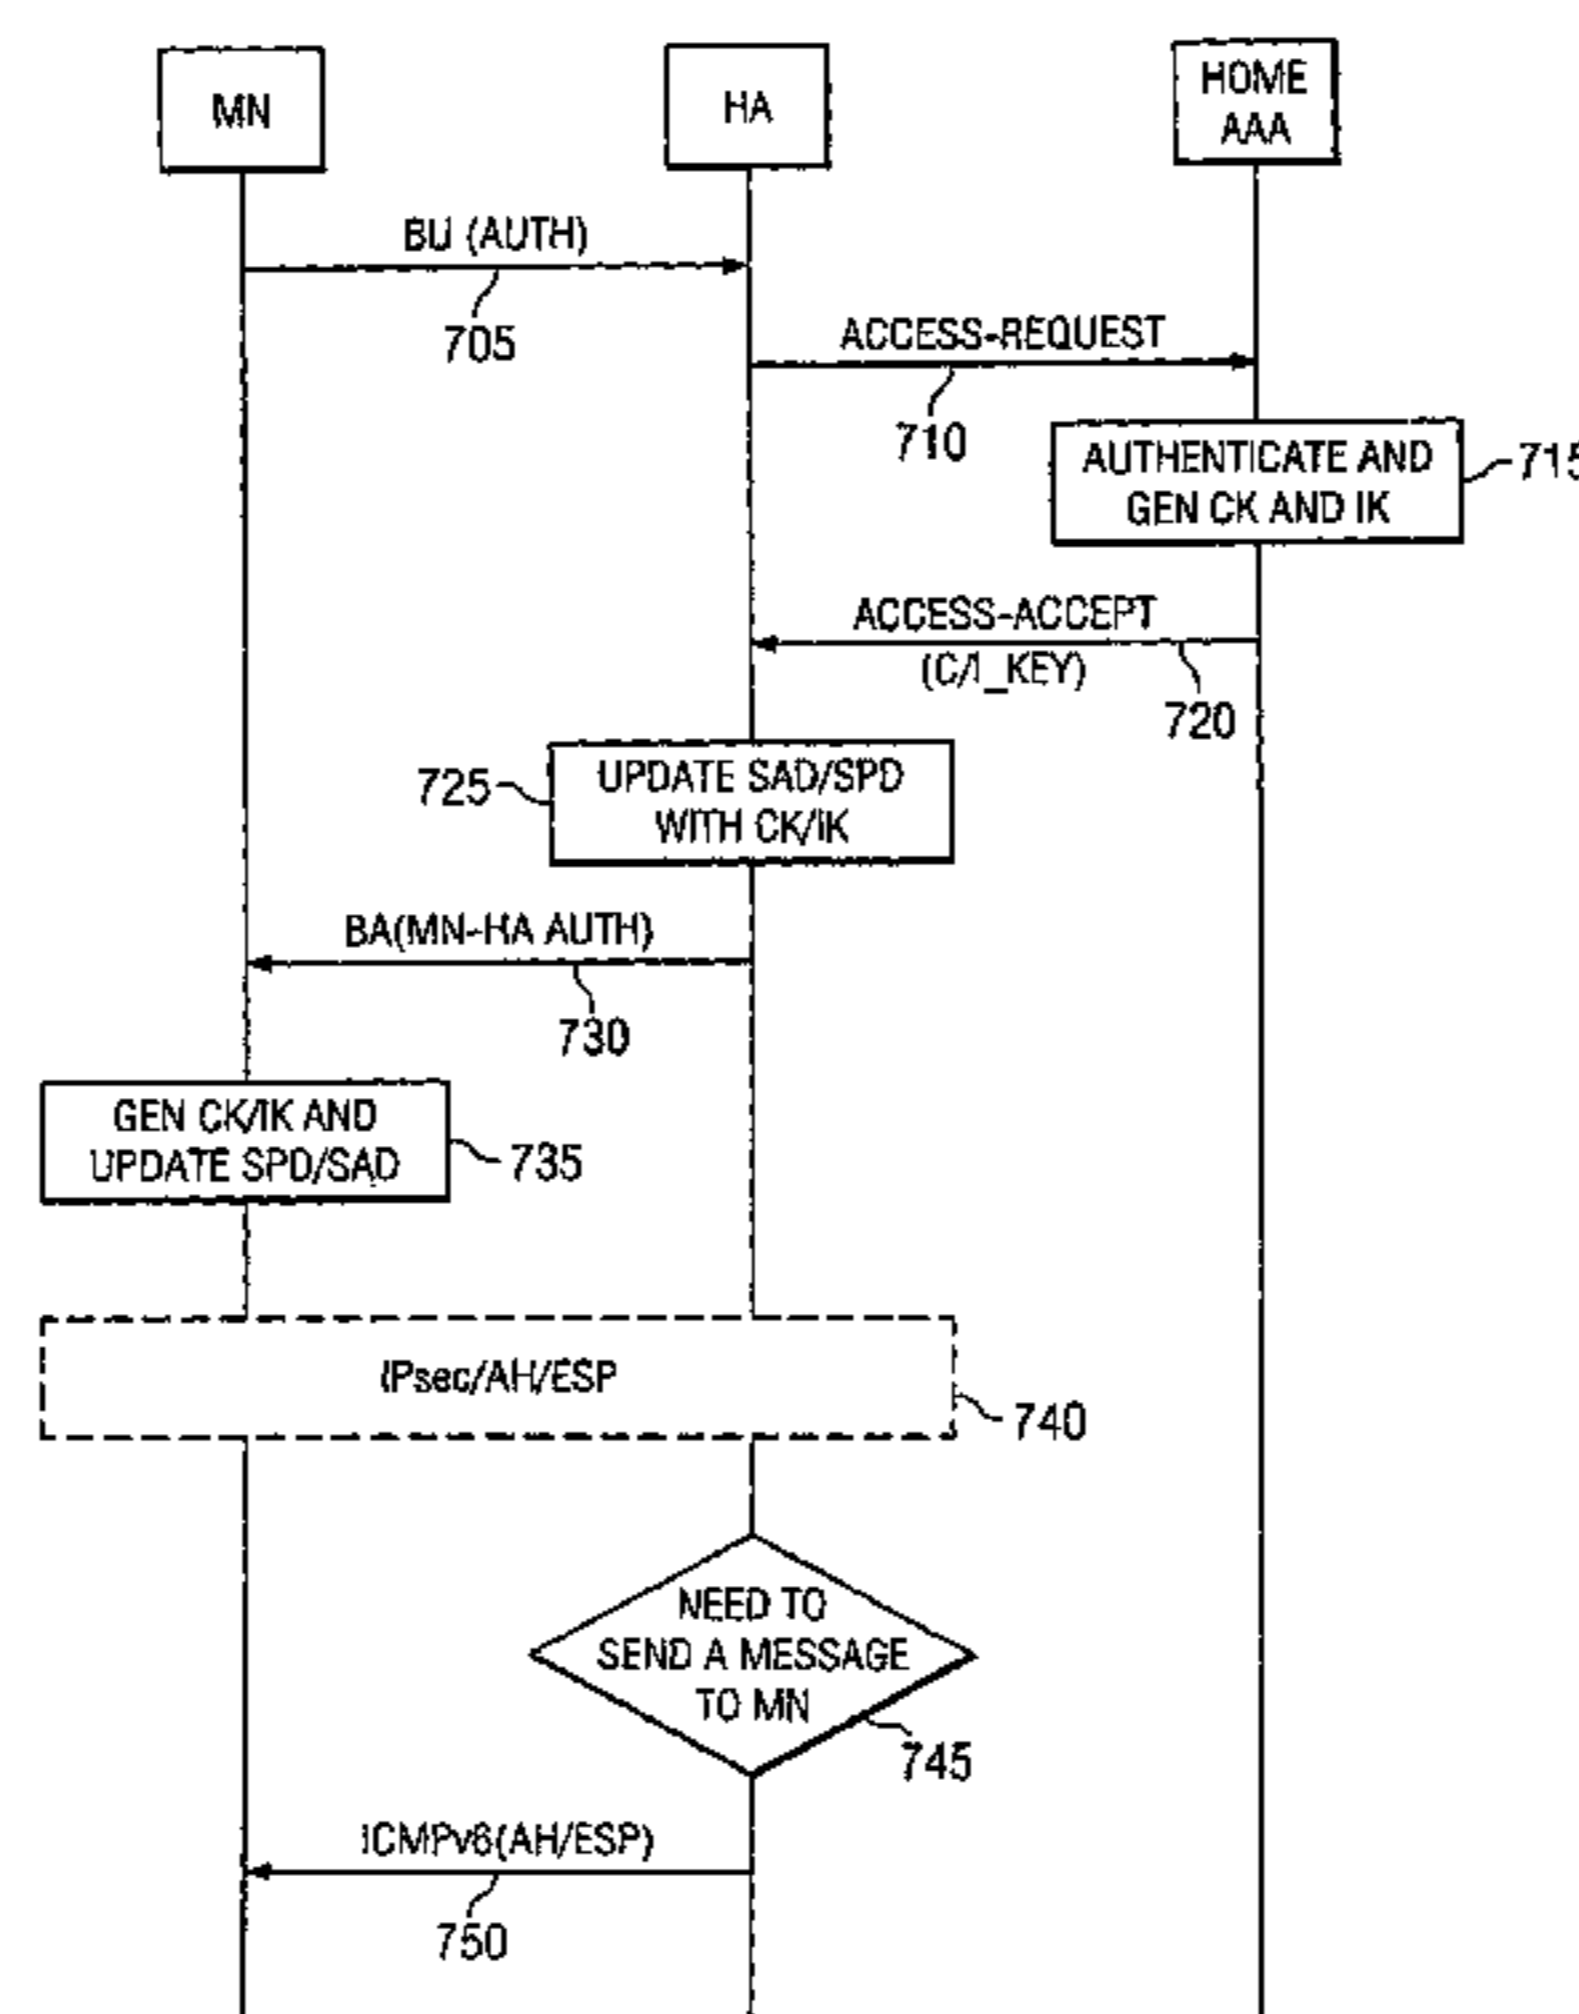 MN
HA
HOME
AAA
BU (AUTH)
705
ACCESS-REQUEST
710
AUTHENTICATE AND
GEN CK AND IK
715
ACCESS-ACCEPT
(C/I_KEY)
720
725
UPDATE SAD/SPD
WITH CK/IK
BA(MN-HA AUTH)
730
GEN CK/IK AND
UPDATE SPD/SAD
735
IPsec/AH/ESP
740
NEED TO
SEND A MESSAGE
TO MN
745
ICMPv6(AH/ESP)
750